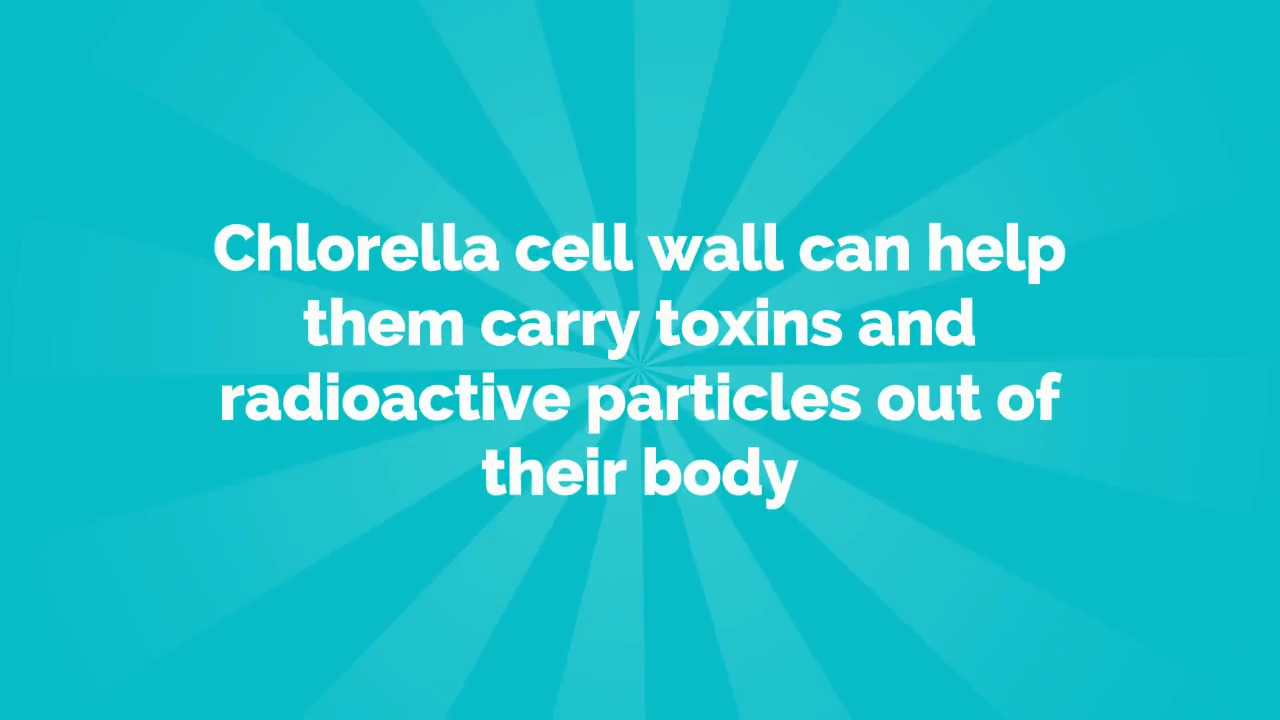 Chlorella cell wall can help
them carry toxins and
radioactive particles out of
their body